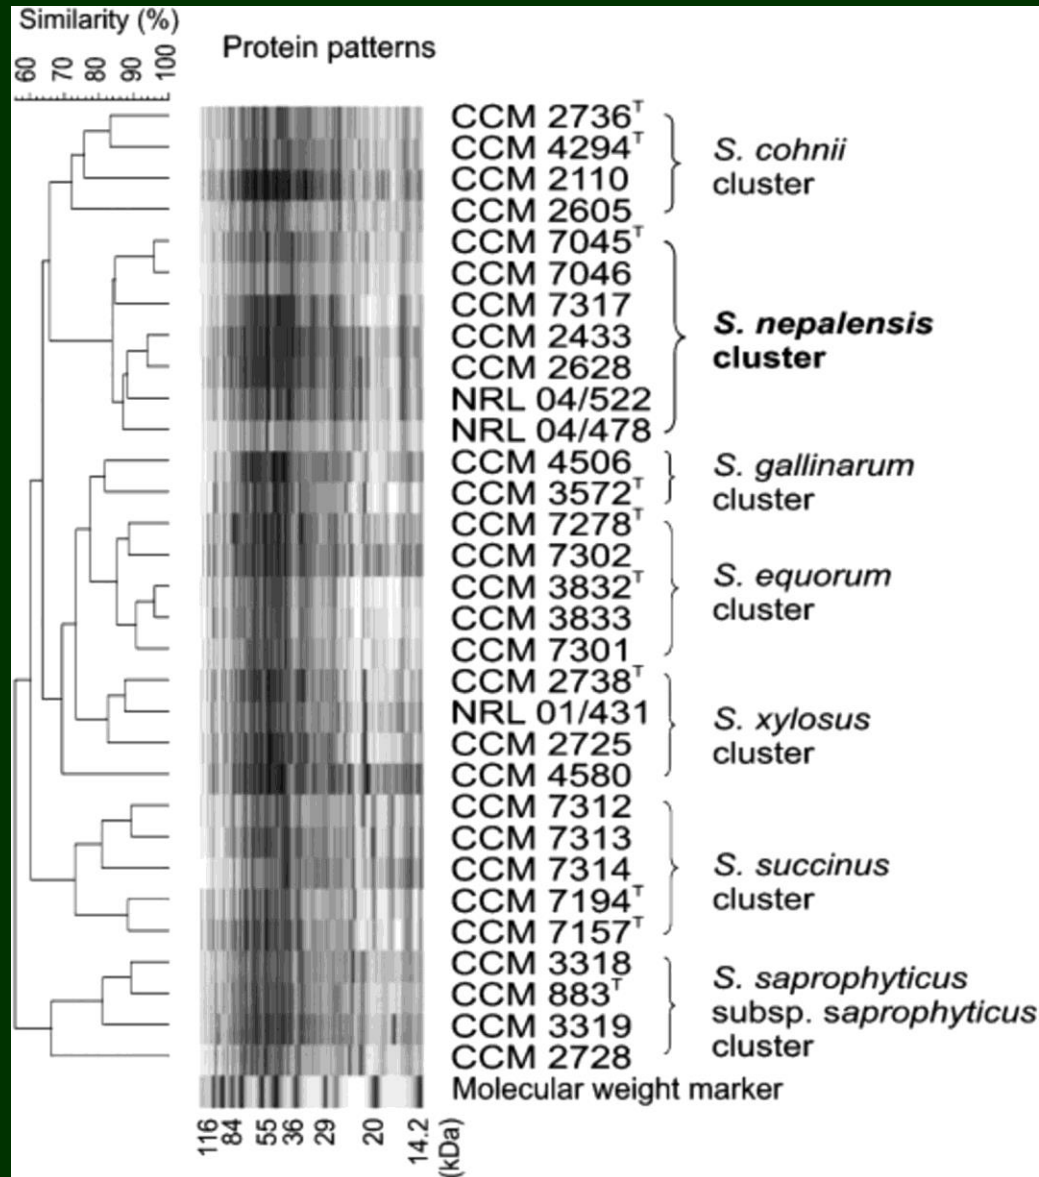 Similarity (%)
60 70 80 90 100
Protein patterns
CCM 2736ᵀ
CCM 4294ᵀ
CCM 2110
CCM 2605
S. cohnii
cluster
CCM 7045ᵀ
CCM 7046
CCM 7317
CCM 2433
CCM 2628
NRL 04/522
NRL 04/478
S. nepalensis
cluster
CCM 4506
CCM 3572ᵀ
S. gallinarum
cluster
CCM 7278ᵀ
CCM 7302
CCM 3832ᵀ
CCM 3833
CCM 7301
S. equorum
cluster
CCM 2738ᵀ
NRL 01/431
CCM 2725
CCM 4580
S. xylosus
cluster
CCM 7312
CCM 7313
CCM 7314
CCM 7194ᵀ
CCM 7157ᵀ
S. succinus
cluster
CCM 3318
CCM 883ᵀ
CCM 3319
CCM 2728
S. saprophyticus
subsp. saprophyticus
cluster
Molecular weight marker
116 84 55 36 29 20 14.2 (kDa)